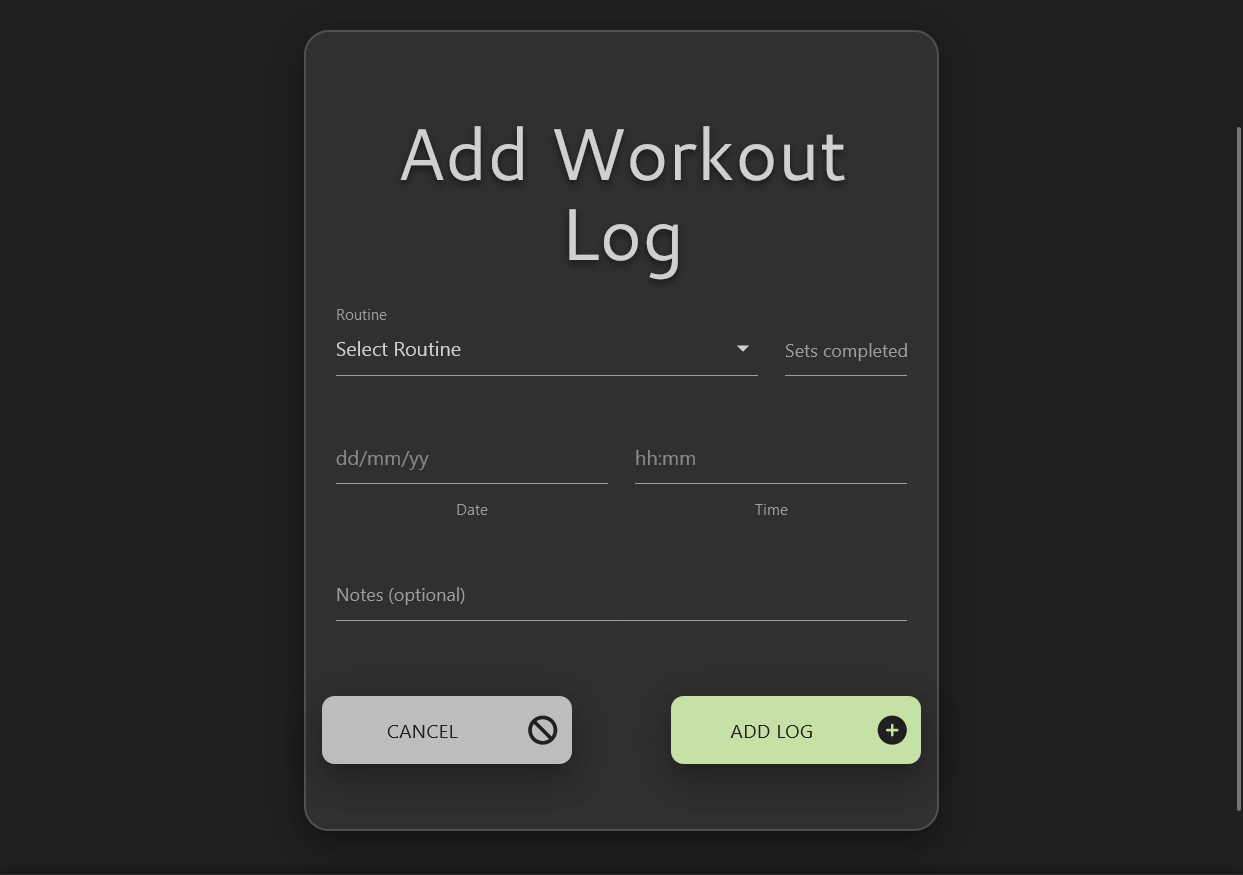 Add Workout
Log
Routine
Select Routine
Sets completed
dd/mm/yy
hh:mm
Date
Time
Notes (optional)
CANCEL
ADD LOG